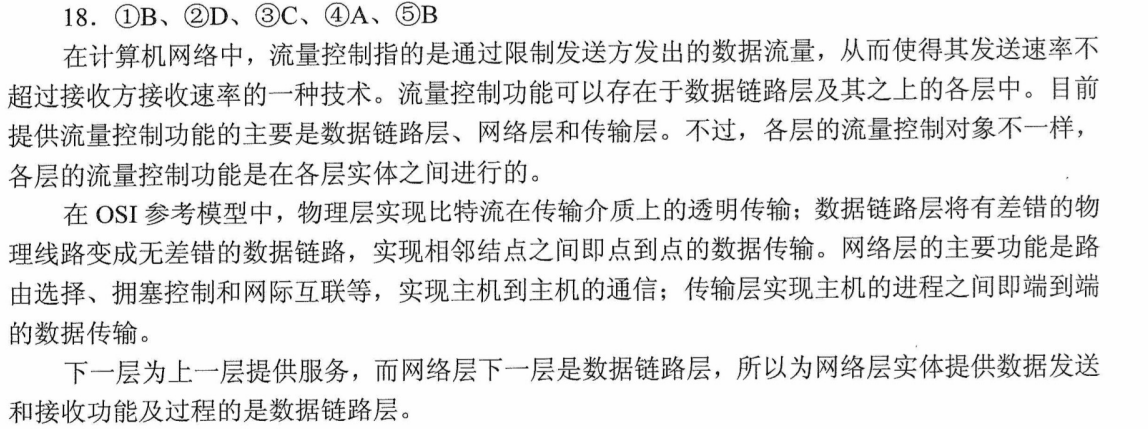 18．①B、②D、③C、④A、⑤B
在计算机网络中，流量控制指的是通过限制发送方发出的数据流量，从而使得其发送速率不
超过接收方接收速率的一种技术。流量控制功能可以存在于数据链路层及其之上的各层中。目前
提供流量控制功能的主要是数据链路层、网络层和传输层。不过，各层的流量控制对象不一样，
各层的流量控制功能是在各层实体之间进行的。
在 OSI 参考模型中，物理层实现比特流在传输介质上的透明传输；数据链路层将有差错的物
理线路变成无差错的数据链路，实现相邻结点之间即点到点的数据传输。网络层的主要功能是路
由选择、拥塞控制和网际互联等，实现主机到主机的通信；传输层实现主机的进程之间即端到端
的数据传输。
下一层为上一层提供服务，而网络层下一层是数据链路层，所以为网络层实体提供数据发送
和接收功能及过程的是数据链路层。